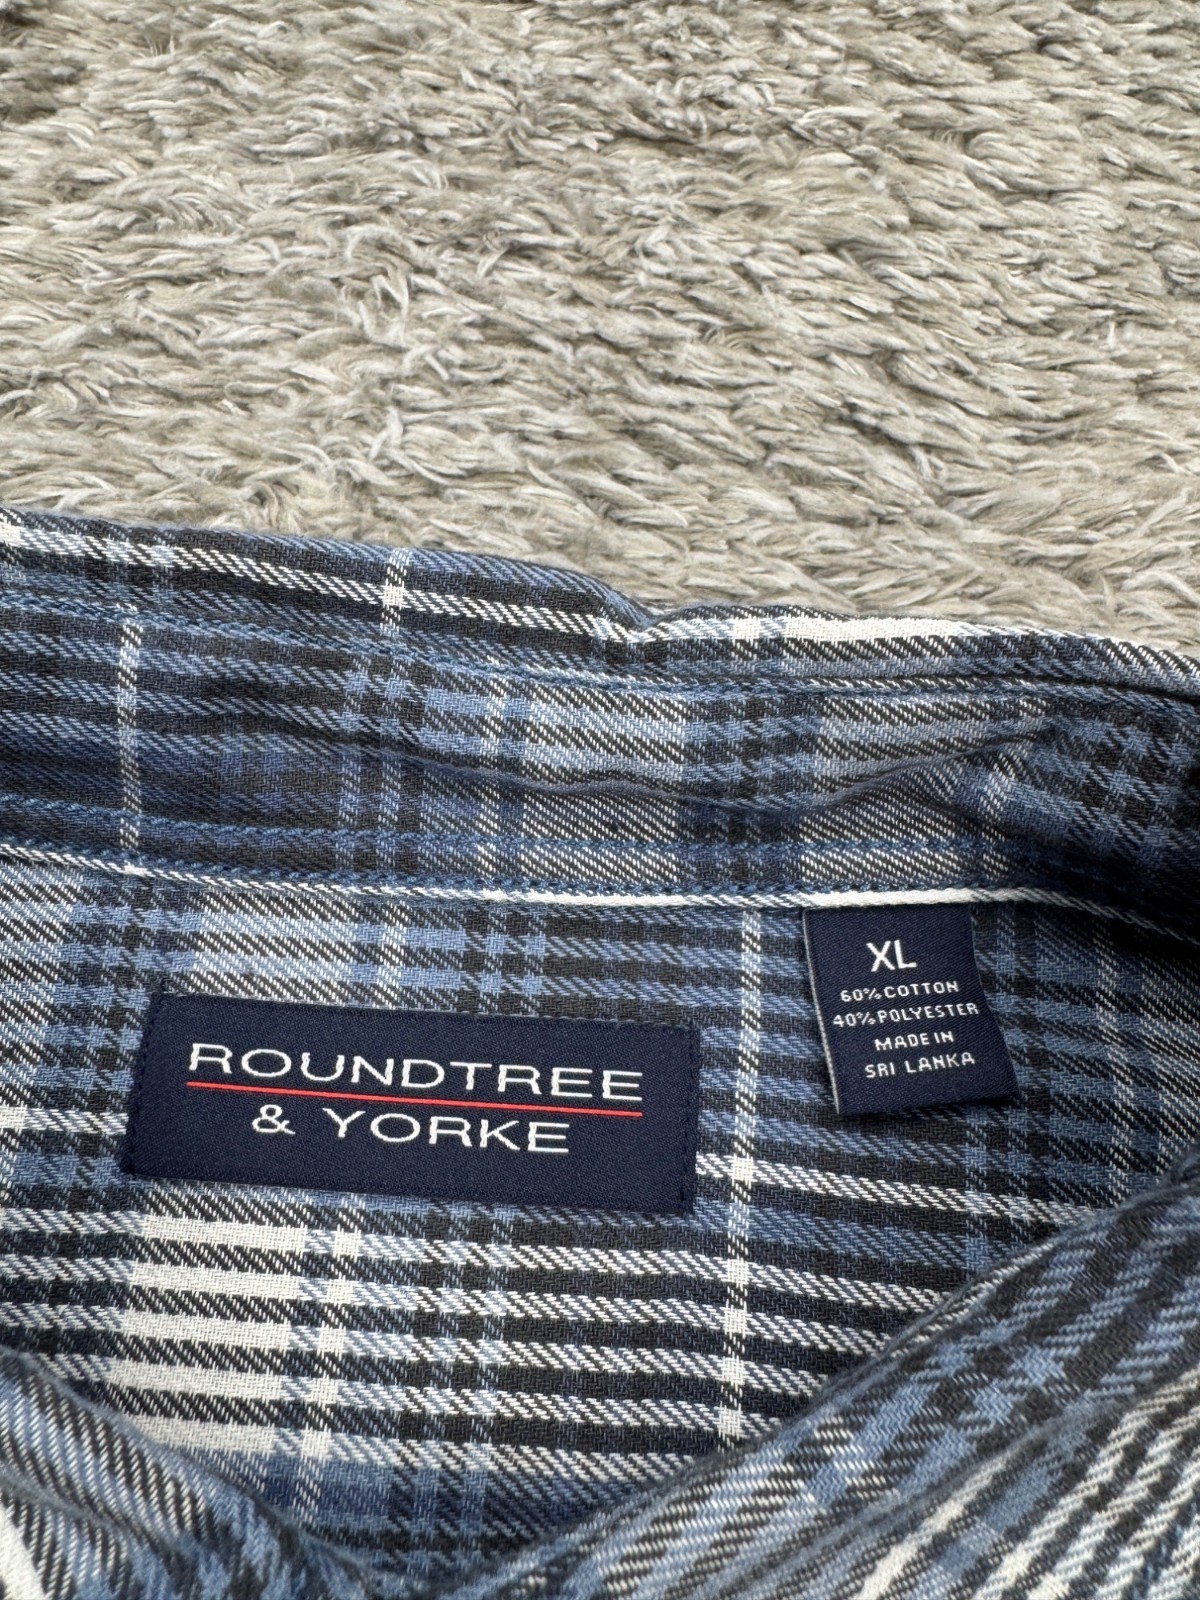 ROUNDTREE
& YORKE
XL
60% COTTON
40% POLYESTER
MADE IN
SRI LANKA